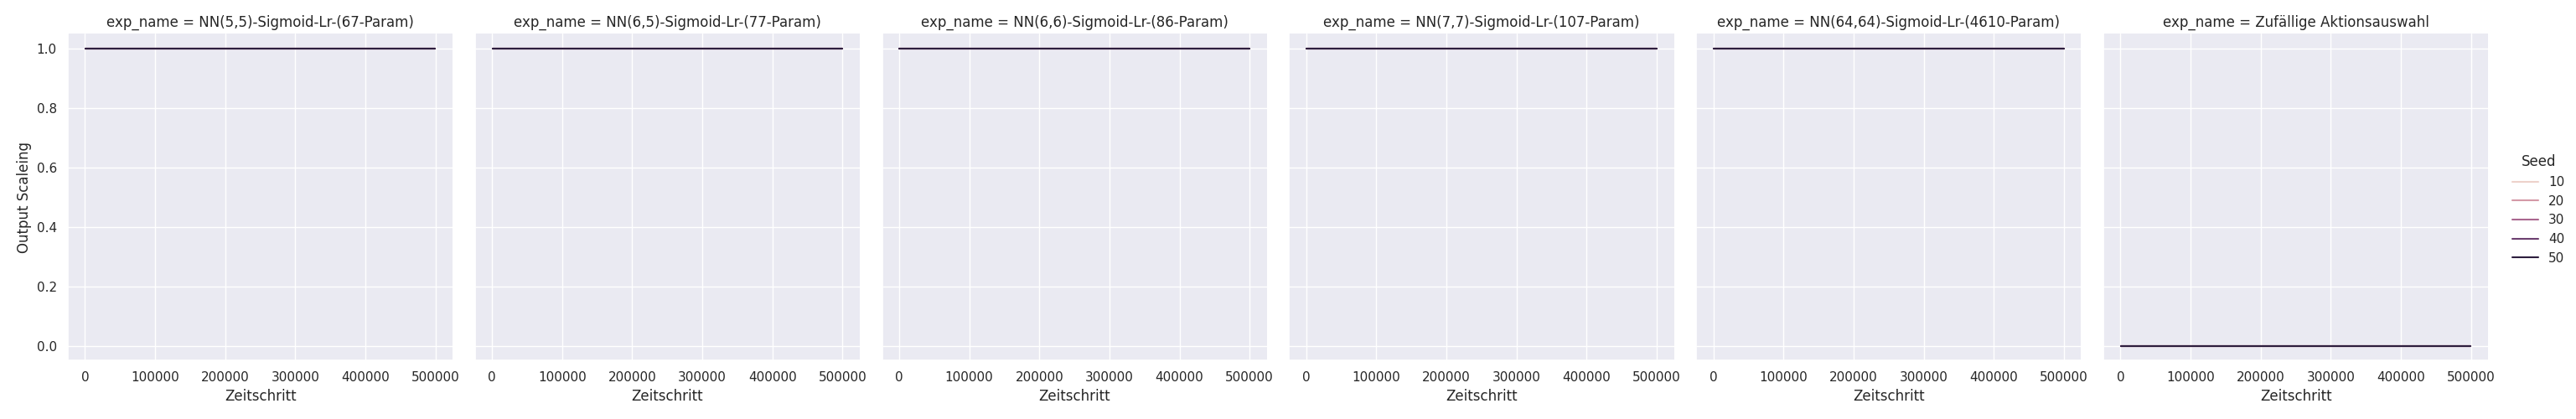 exp_name = NN(5,5)-Sigmoid-Lr-(67-Param)
exp_name = NN(6,5)-Sigmoid-Lr-(77-Param)
exp_name = NN(6,6)-Sigmoid-Lr-(86-Param)
exp_name = NN(7,7)-Sigmoid-Lr-(107-Param)
exp_name = NN(64,64)-Sigmoid-Lr-(4610-Param)
exp_name = Zufällige Aktionsauswahl
Output Scaleing
1.0
0.8
0.6
0.4
0.2
0.0
0 100000 200000 300000 400000 500000
Zeitschritt
0 100000 200000 300000 400000 500000
Zeitschritt
0 100000 200000 300000 400000 500000
Zeitschritt
0 100000 200000 300000 400000 500000
Zeitschritt
0 100000 200000 300000 400000 500000
Zeitschritt
0 100000 200000 300000 400000 500000
Zeitschritt
Seed
10
20
30
40
50